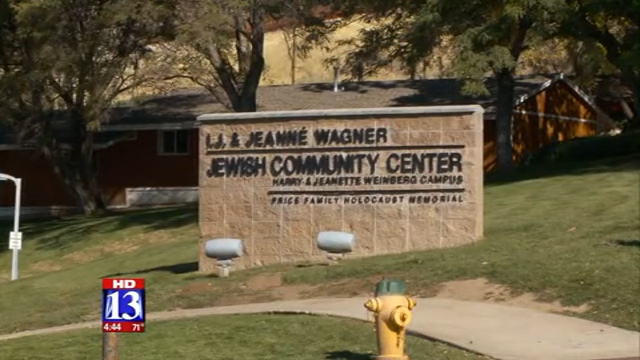 I.J. & JEANNÉ WAGNER
JEWISH COMMUNITY CENTER
HARRY & JEANETTE WEINBERG CAMPUS
PRICE FAMILY HOLOCAUST MEMORIAL
HD
13
4:44 71°